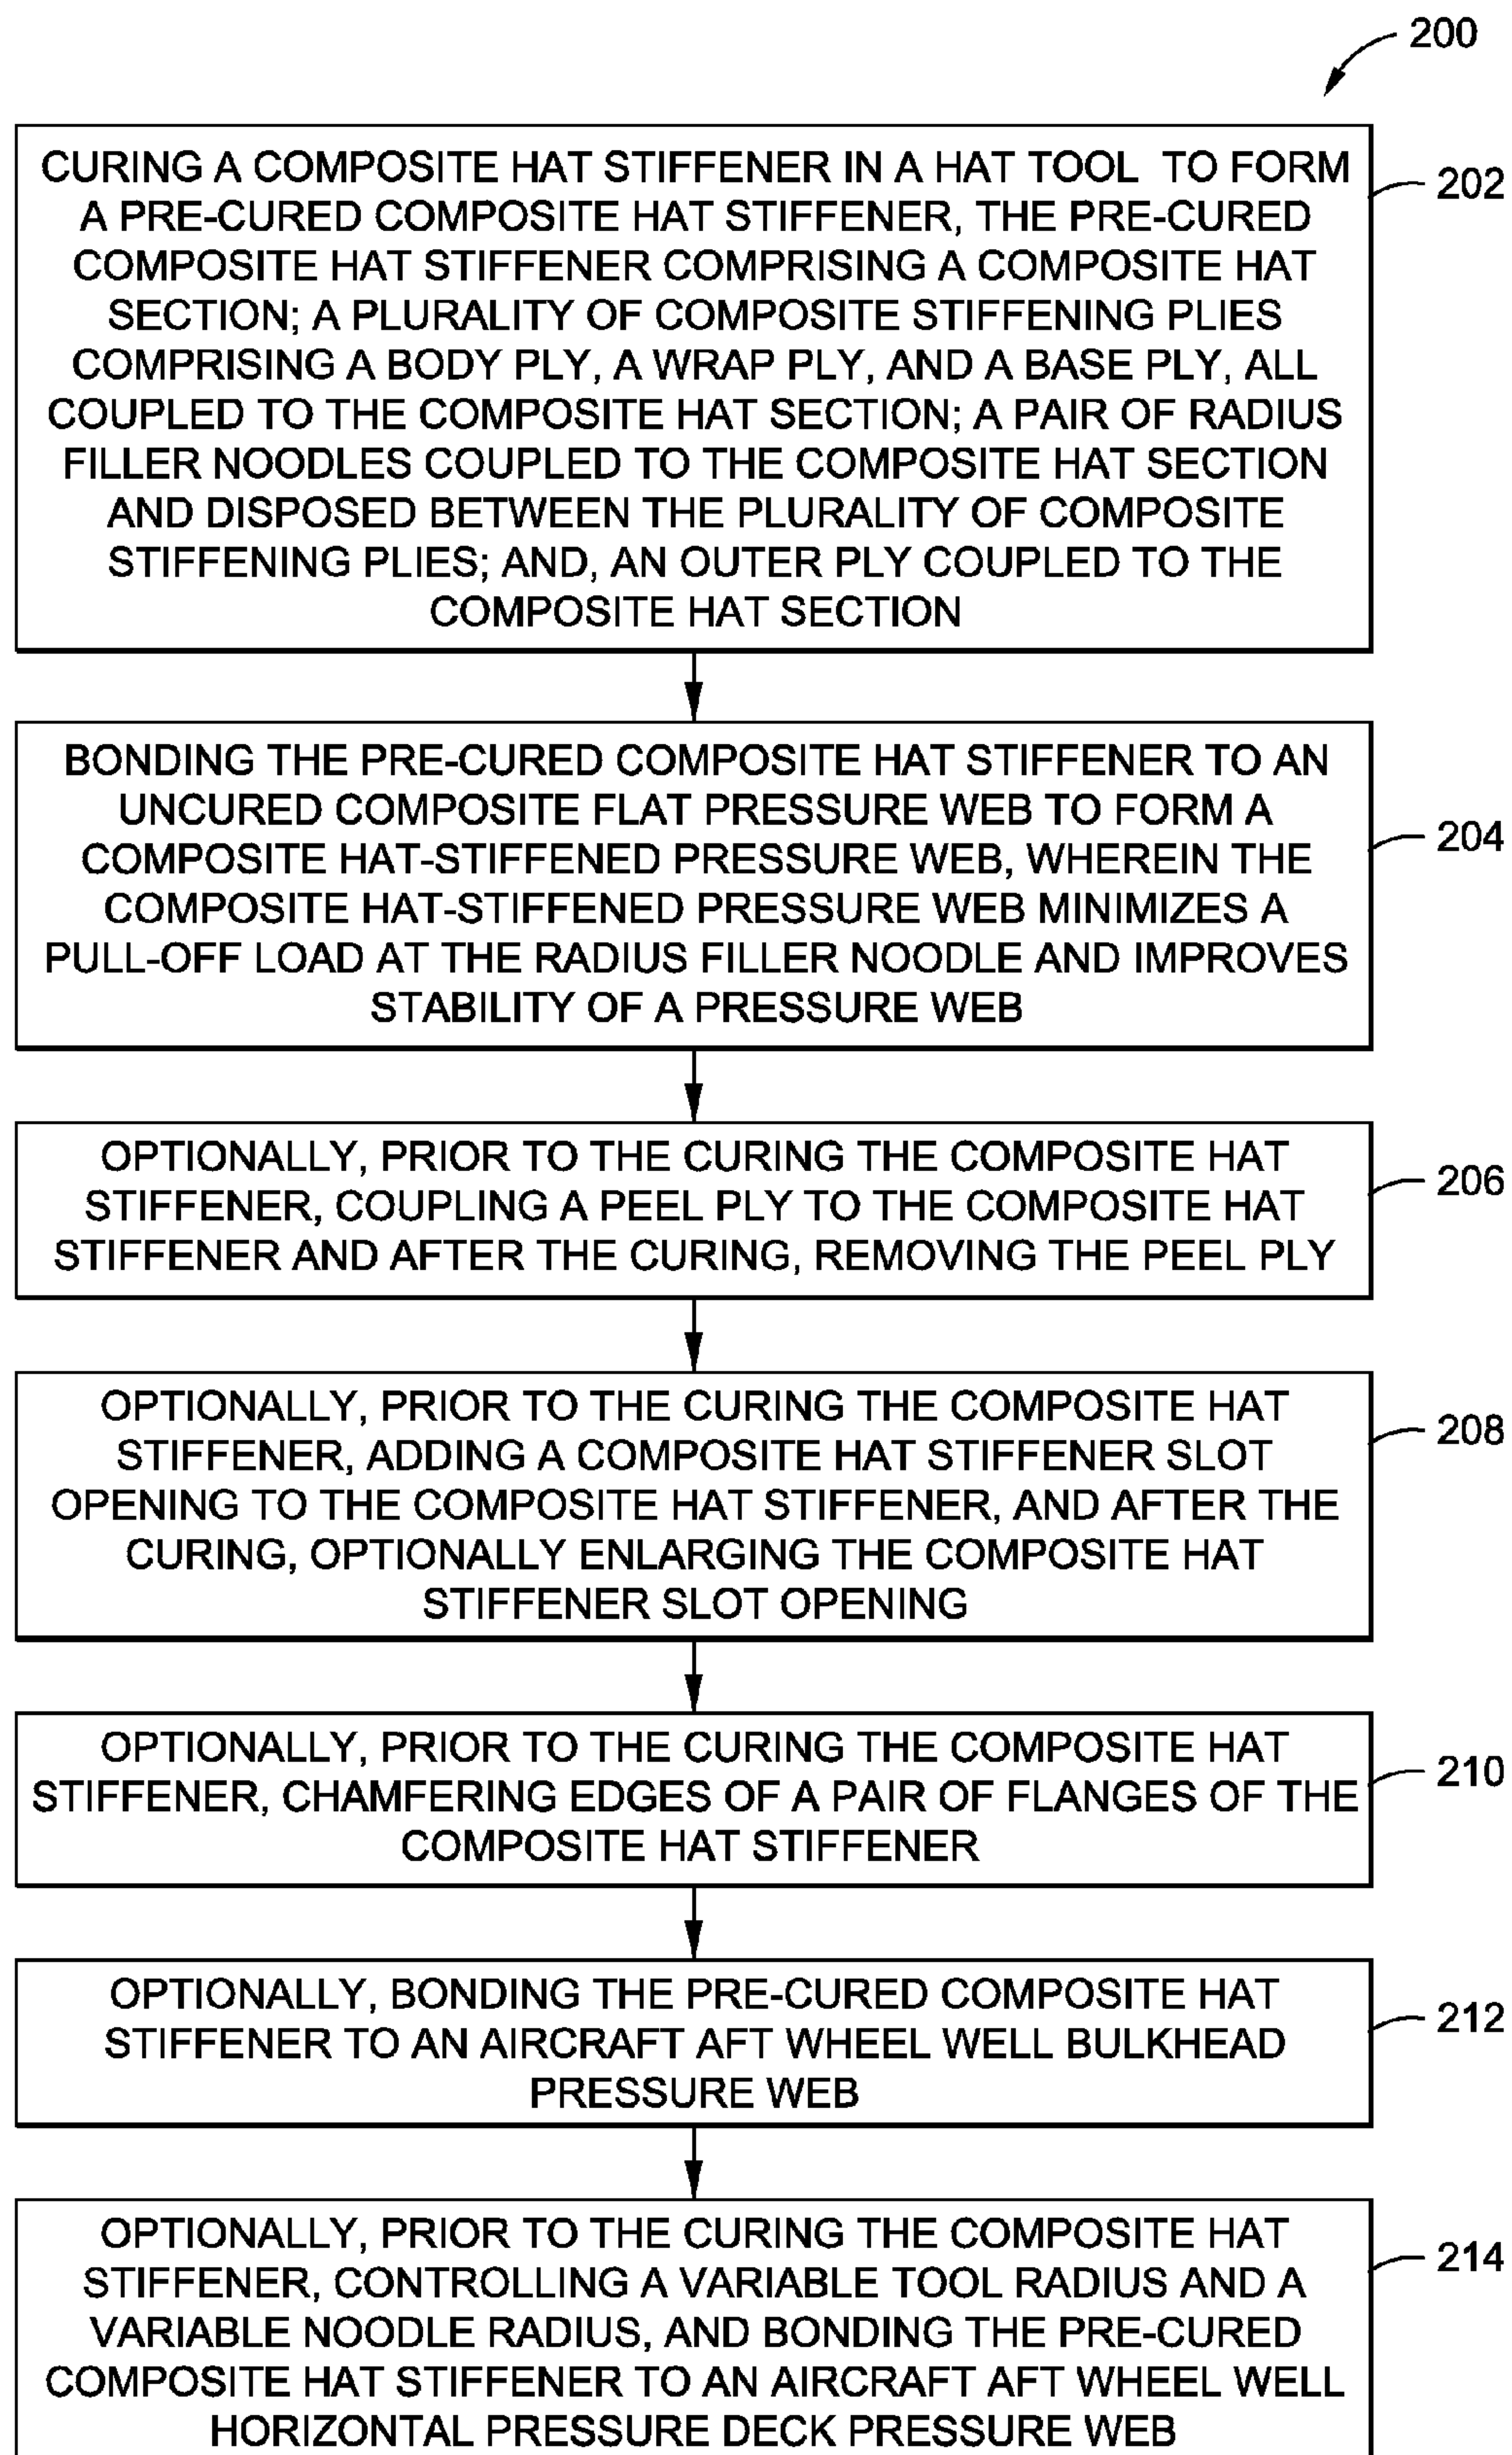 200
CURING A COMPOSITE HAT STIFFENER IN A HAT TOOL TO FORM
A PRE-CURED COMPOSITE HAT STIFFENER, THE PRE-CURED
COMPOSITE HAT STIFFENER COMPRISING A COMPOSITE HAT
SECTION; A PLURALITY OF COMPOSITE STIFFENING PLIES
COMPRISING A BODY PLY, A WRAP PLY, AND A BASE PLY, ALL
COUPLED TO THE COMPOSITE HAT SECTION; A PAIR OF RADIUS
FILLER NOODLES COUPLED TO THE COMPOSITE HAT SECTION
AND DISPOSED BETWEEN THE PLURALITY OF COMPOSITE
STIFFENING PLIES; AND, AN OUTER PLY COUPLED TO THE
COMPOSITE HAT SECTION
202
BONDING THE PRE-CURED COMPOSITE HAT STIFFENER TO AN
UNCURED COMPOSITE FLAT PRESSURE WEB TO FORM A
COMPOSITE HAT-STIFFENED PRESSURE WEB, WHEREIN THE
COMPOSITE HAT-STIFFENED PRESSURE WEB MINIMIZES A
PULL-OFF LOAD AT THE RADIUS FILLER NOODLE AND IMPROVES
STABILITY OF A PRESSURE WEB
204
OPTIONALLY, PRIOR TO THE CURING THE COMPOSITE HAT
STIFFENER, COUPLING A PEEL PLY TO THE COMPOSITE HAT
STIFFENER AND AFTER THE CURING, REMOVING THE PEEL PLY
206
OPTIONALLY, PRIOR TO THE CURING THE COMPOSITE HAT
STIFFENER, ADDING A COMPOSITE HAT STIFFENER SLOT
OPENING TO THE COMPOSITE HAT STIFFENER, AND AFTER THE
CURING, OPTIONALLY ENLARGING THE COMPOSITE HAT
STIFFENER SLOT OPENING
208
OPTIONALLY, PRIOR TO THE CURING THE COMPOSITE HAT
STIFFENER, CHAMFERING EDGES OF A PAIR OF FLANGES OF THE
COMPOSITE HAT STIFFENER
210
OPTIONALLY, BONDING THE PRE-CURED COMPOSITE HAT
STIFFENER TO AN AIRCRAFT AFT WHEEL WELL BULKHEAD
PRESSURE WEB
212
OPTIONALLY, PRIOR TO THE CURING THE COMPOSITE HAT
STIFFENER, CONTROLLING A VARIABLE TOOL RADIUS AND A
VARIABLE NOODLE RADIUS, AND BONDING THE PRE-CURED
COMPOSITE HAT STIFFENER TO AN AIRCRAFT AFT WHEEL WELL
HORIZONTAL PRESSURE DECK PRESSURE WEB
214